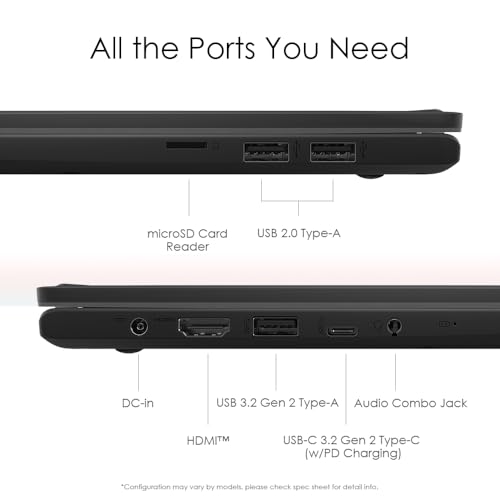 All the Ports You Need
microSD Card
Reader
USB 2.0 Type-A
DC-in
HDMI™
USB 3.2 Gen 2 Type-A
USB-C 3.2 Gen 2 Type-C
(w/PD Charging)
Audio Combo Jack
*Configuration may vary by models, please check spec sheet for detail info.